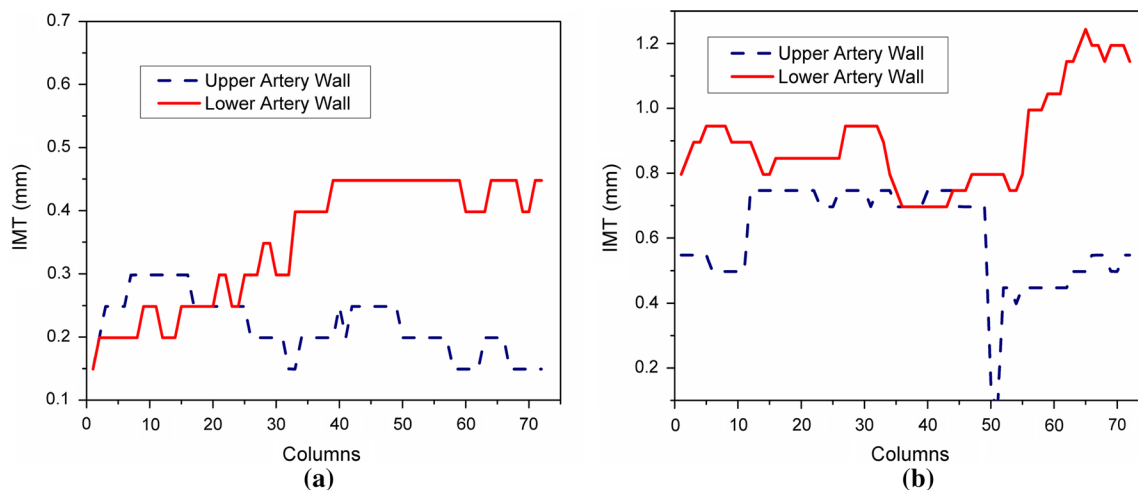 0.7
0.6
0.5
0.4
0.3
0.2
0.1
IMT (mm)
Upper Artery Wall
Lower Artery Wall
0 10 20 30 40 50 60 70
Columns
(a)
1.2
1.0
0.8
0.6
0.4
0.2
IMT (mm)
Upper Artery Wall
Lower Artery Wall
0 10 20 30 40 50 60 70
Columns
(b)